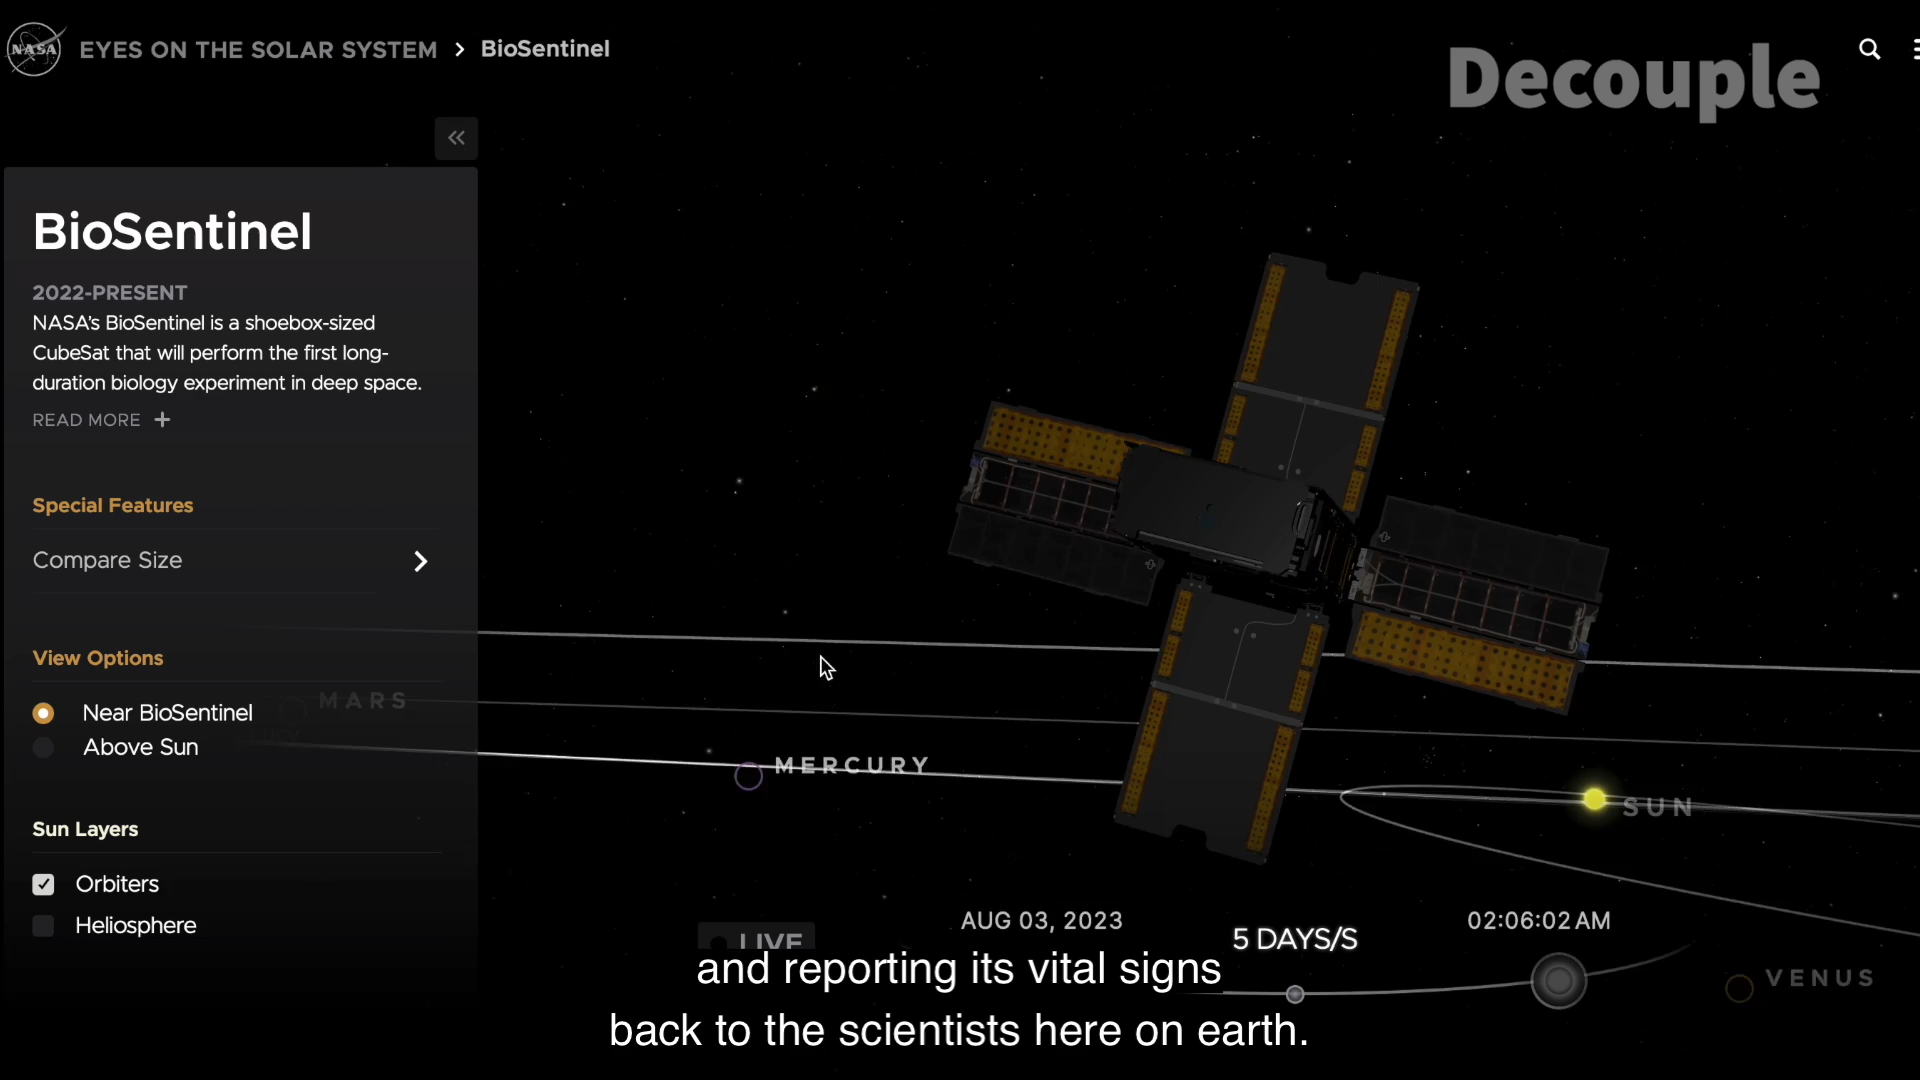 NASA
EYES ON THE SOLAR SYSTEM > BioSentinel
Decouple
BioSentinel
2022-PRESENT
NASA's BioSentinel is a shoebox-sized
CubeSat that will perform the first long-
duration biology experiment in deep space.
READ MORE +
Special Features
Compare Size
View Options
Near BioSentinel
Above Sun
MARS
MERCURY
SUN
Sun Layers
Orbiters
Heliosphere
LIVE
AUG 03, 2023
5 DAYS/S
02:06:02 AM
VENUS
and reporting its vital signs
back to the scientists here on earth.